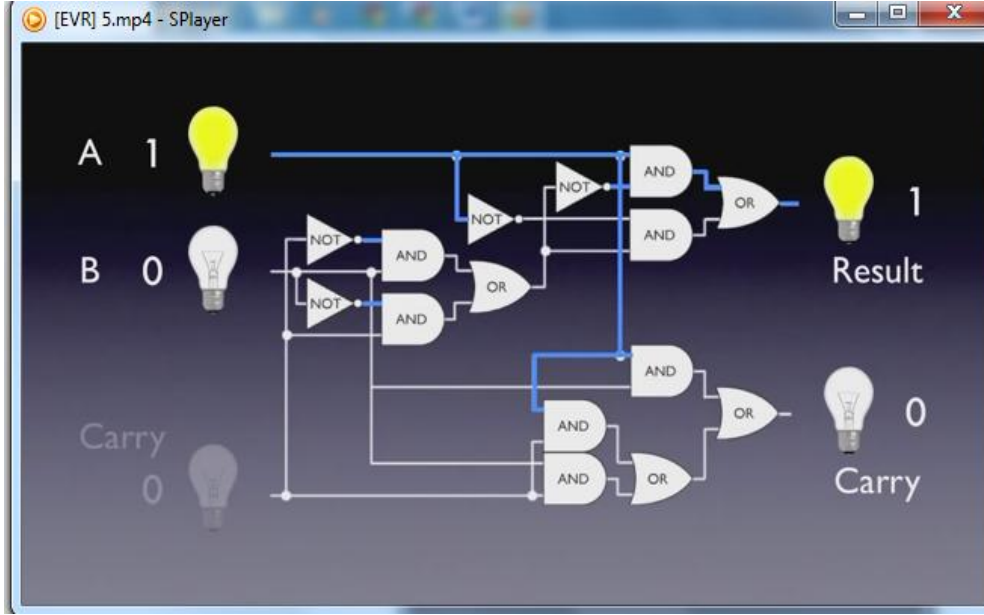 [EVR] 5.mp4 - SPlayer
A 1
NOT
AND
AND
NOT
OR
1
NOT
AND
Result
B 0
NOT
AND
OR
NOT
AND
AND
OR
0
Carry
0
AND
AND
OR
Carry